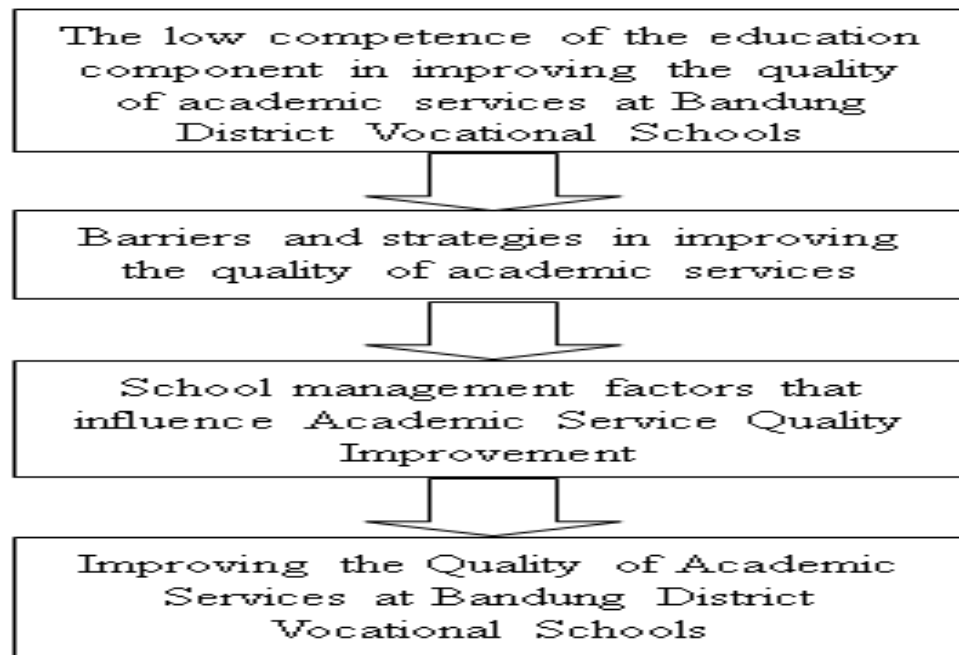 The low competence of the education
component in improving the quality
of academic services at Bandung
District Vocational Schools
Barriers and strategies in improving
the quality of academic services
School management factors that
influence Academic Service Quality
Improvement
Improving the Quality of Academic
Services at Bandung District
Vocational Schools